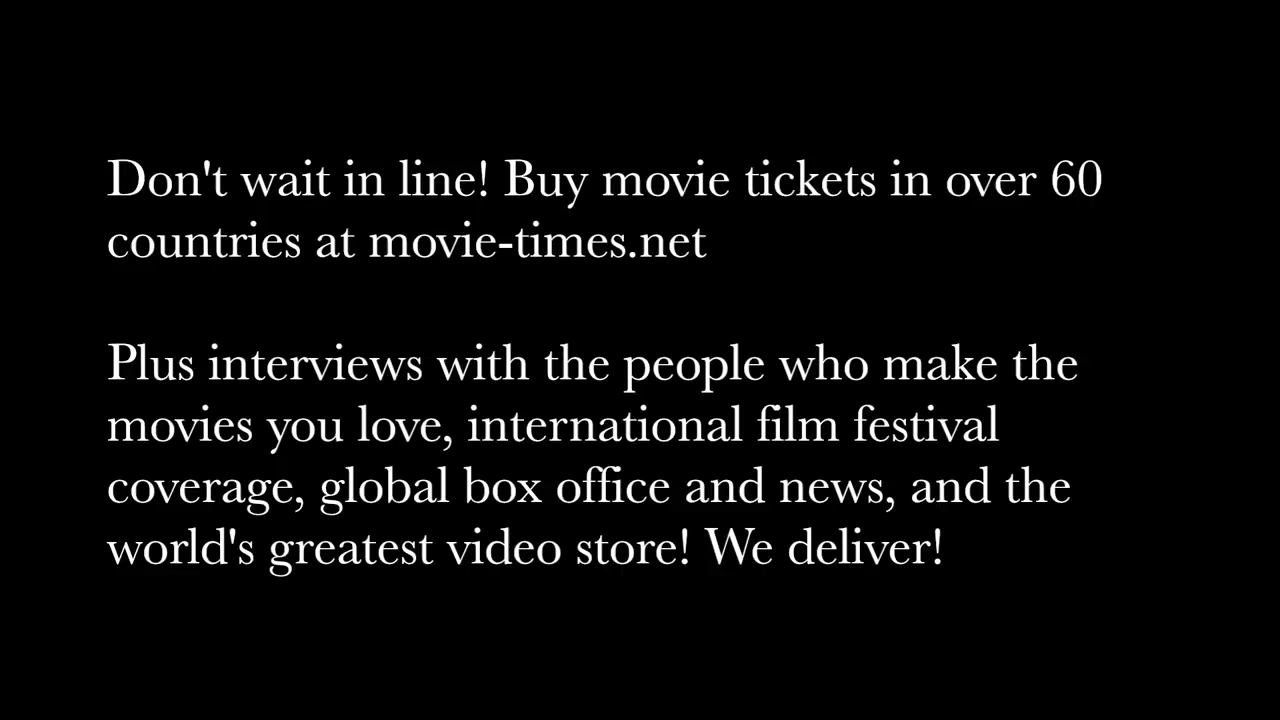 Don't wait in line! Buy movie tickets in over 60
countries at movie-times.net
Plus interviews with the people who make the
movies you love, international film festival
coverage, global box office and news, and the
world's greatest video store! We deliver!